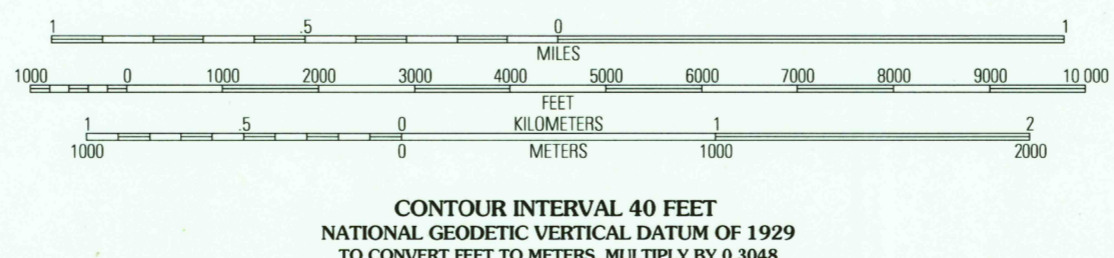 1 .5 0 1
MILES
1000 0 1000 2000 3000 4000 5000 6000 7000 8000 9000 10 000
FEET
1 .5 0 KILOMETERS 1 2
1000 0 METERS 1000 2000
CONTOUR INTERVAL 40 FEET
NATIONAL GEODETIC VERTICAL DATUM OF 1929
TO CONVERT FEET TO METERS, MULTIPLY BY 0.3048